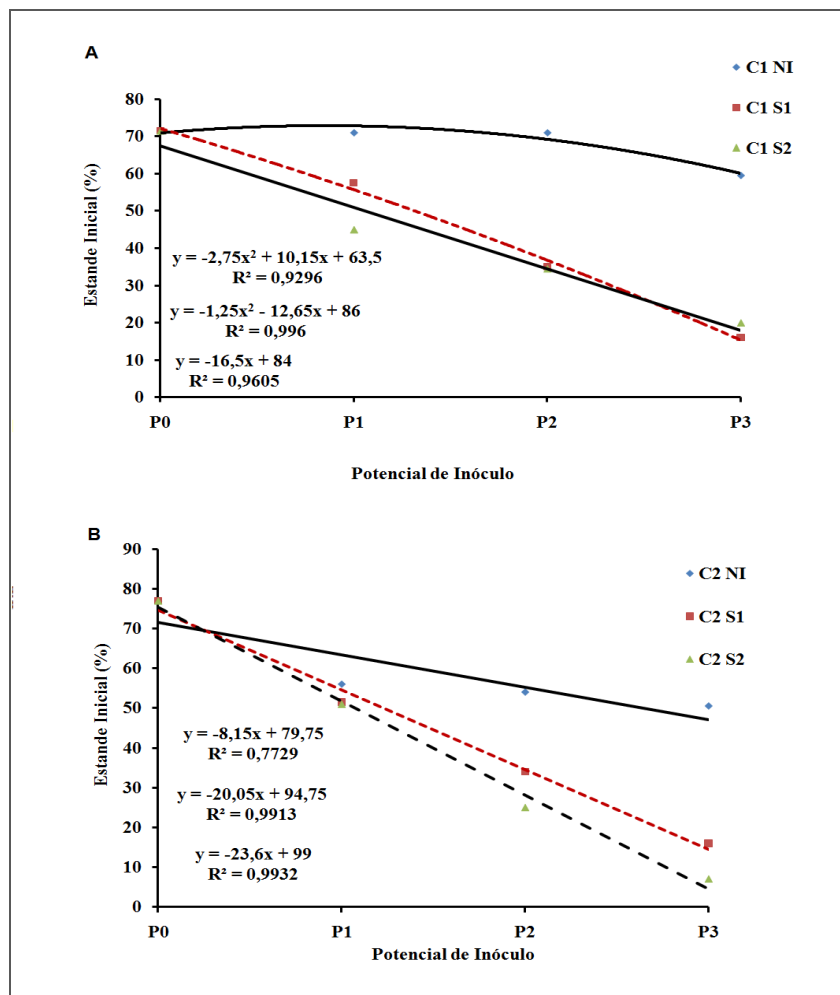 A
C1 NI
C1 S1
C1 S2
80
70
60
50
40
30
20
10
0
Estande Inicial (%)
y = -2,75x² + 10,15x + 63,5
R² = 0,9296
y = -1,25x² - 12,65x + 86
R² = 0,996
y = -16,5x + 84
R² = 0,9605
P0 P1 P2 P3
Potencial de Inóculo
B
C2 NI
C2 S1
C2 S2
90
80
70
60
50
40
30
20
10
0
Estande Inicial (%)
y = -8,15x + 79,75
R² = 0,7729
y = -20,05x + 94,75
R² = 0,9913
y = -23,6x + 99
R² = 0,9932
P0 P1 P2 P3
Potencial de Inóculo